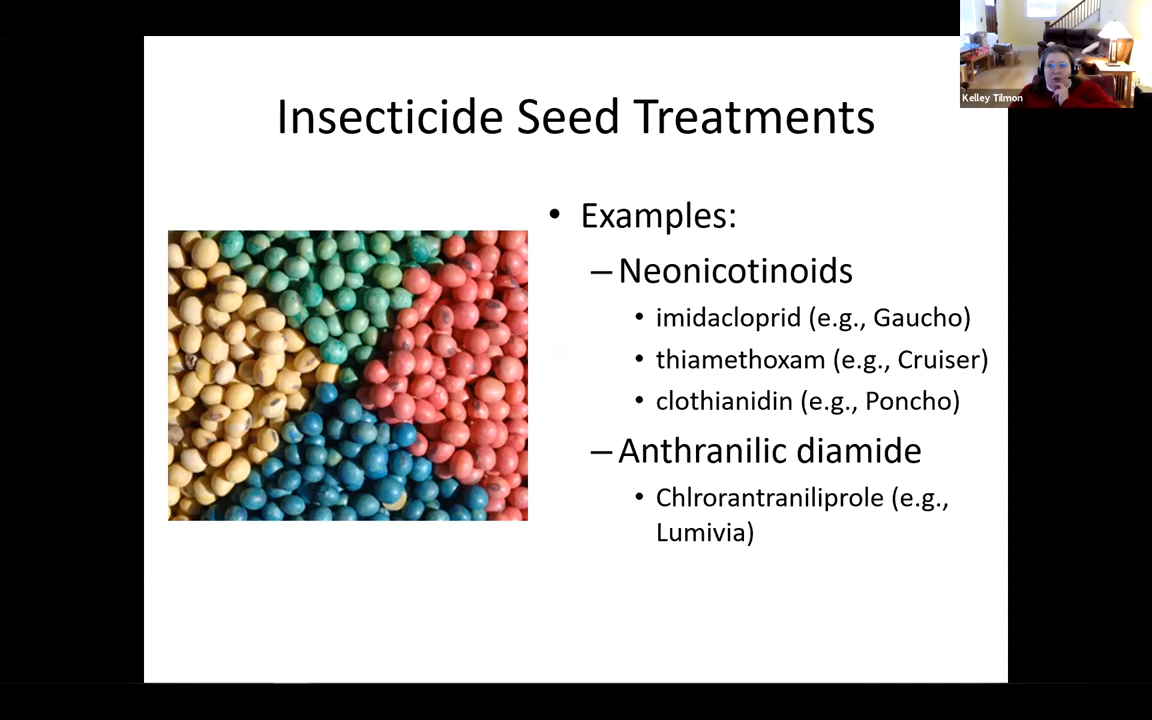 Kelley Tilmon
Insecticide Seed Treatments
• Examples:
– Neonicotinoids
• imidacloprid (e.g., Gaucho)
• thiamethoxam (e.g., Cruiser)
• clothianidin (e.g., Poncho)
– Anthranilic diamide
• Chlrorantraniliprole (e.g.,
Lumivia)